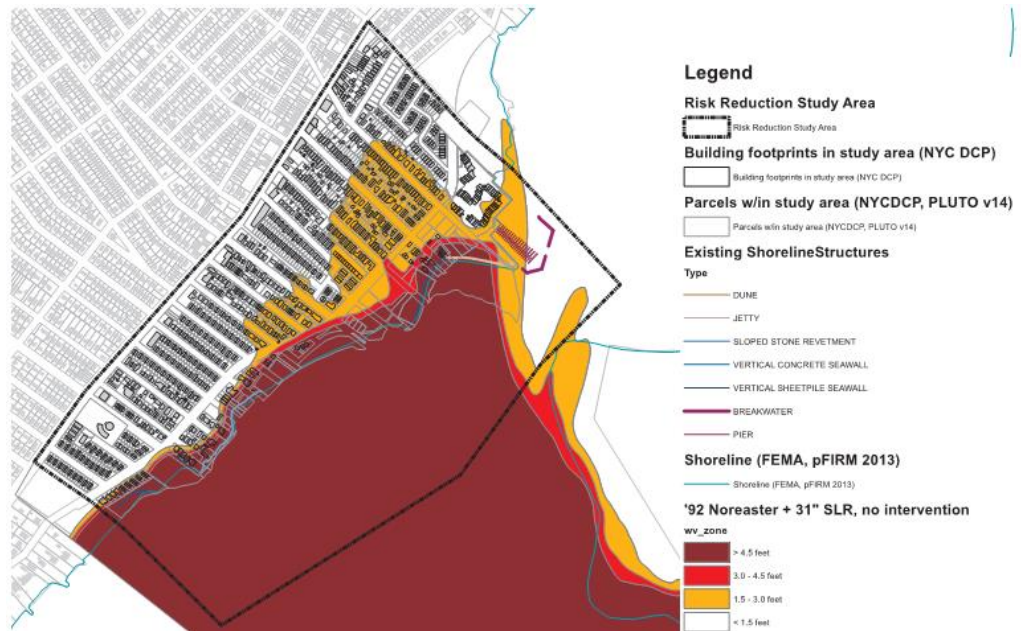 Legend
Risk Reduction Study Area
Risk Reduction Study Area
Building footprints in study area (NYC DCP)
Building footprints in study area (NYC DCP)
Parcels w/in study area (NYCDCP, PLUTO v14)
Parcels w/in study area (NYCDCP, PLUTO v14)
Existing ShorelineStructures
Type
DUNE
JETTY
SLOPED STONE REVETMENT
VERTICAL CONCRETE SEAWALL
VERTICAL SHEETPILE SEAWALL
BREAKWATER
PIER
Shoreline (FEMA, pFIRM 2013)
Shoreline (FEMA, pFIRM 2013)
'92 Noreaster + 31" SLR, no intervention
wv_zone
> 4.5 feet
3.0 - 4.5 feet
1.5 - 3.0 feet
< 1.5 feet